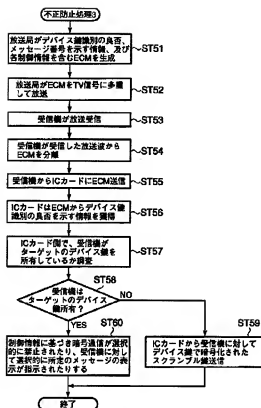 不正防止処理3
放送局がデバイス鍵識別の良否、
メッセージ番号を示す情報、及び
各制御情報を含むECMを生成
ST51
放送局がECMをTV信号に多重
して放送
ST52
受信機が放送受信
ST53
受信機が受信した放送波から
ECMを分離
ST54
受信機からICカードにECM送信
ST55
ICカードはECMからデバイス鍵
識別の良否を示す情報を獲得
ST56
ICカード側で、受信機が
ターゲットのデバイス鍵を
所有しているか調査
ST57
ST58
受信機は
ターゲットのデバイス
鍵所有?
NO
YES
ST60
制御情報に基づき暗号通信が選択
的に禁止されたり、受信機に対し
て選択的に所定のメッセージの表
示が指示されたりする
ST59
ICカードから受信機に対して
デバイス鍵で暗号化された
スクランブル鍵送信
終了